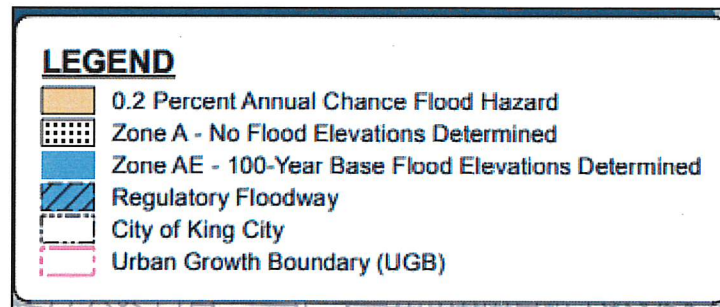 LEGEND
0.2 Percent Annual Chance Flood Hazard
Zone A - No Flood Elevations Determined
Zone AE - 100-Year Base Flood Elevations Determined
Regulatory Floodway
City of King City
Urban Growth Boundary (UGB)